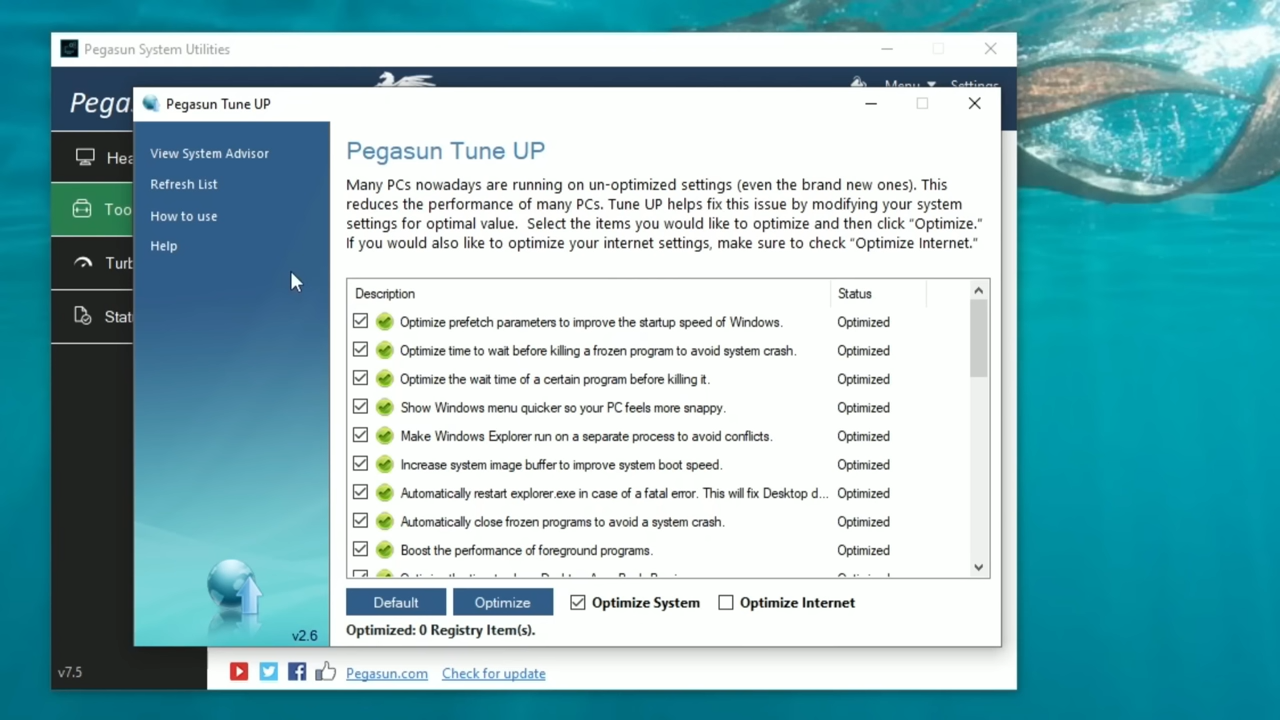 Pegasun System Utilities
Pega
Menu
Settings
Pegasun Tune UP
Hea
Too
Turb
Stati
View System Advisor
Refresh List
How to use
Help
Pegasun Tune UP
Many PCs nowadays are running on un-optimized settings (even the brand new ones). This
reduces the performance of many PCs. Tune UP helps fix this issue by modifying your system
settings for optimal value.  Select the items you would like to optimize and then click “Optimize.”
If you would also like to optimize your internet settings, make sure to check “Optimize Internet.”
Description Status
Optimize prefetch parameters to improve the startup speed of Windows. Optimized
Optimize time to wait before killing a frozen program to avoid system crash. Optimized
Optimize the wait time of a certain program before killing it. Optimized
Show Windows menu quicker so your PC feels more snappy. Optimized
Make Windows Explorer run on a separate process to avoid conflicts. Optimized
Increase system image buffer to improve system boot speed. Optimized
Automatically restart explorer.exe in case of a fatal error. This will fix Desktop d... Optimized
Automatically close frozen programs to avoid a system crash. Optimized
Boost the performance of foreground programs. Optimized
Default Optimize Optimize System Optimize Internet
Optimized: 0 Registry Item(s).
v2.6
v7.5
Pegasun.com Check for update